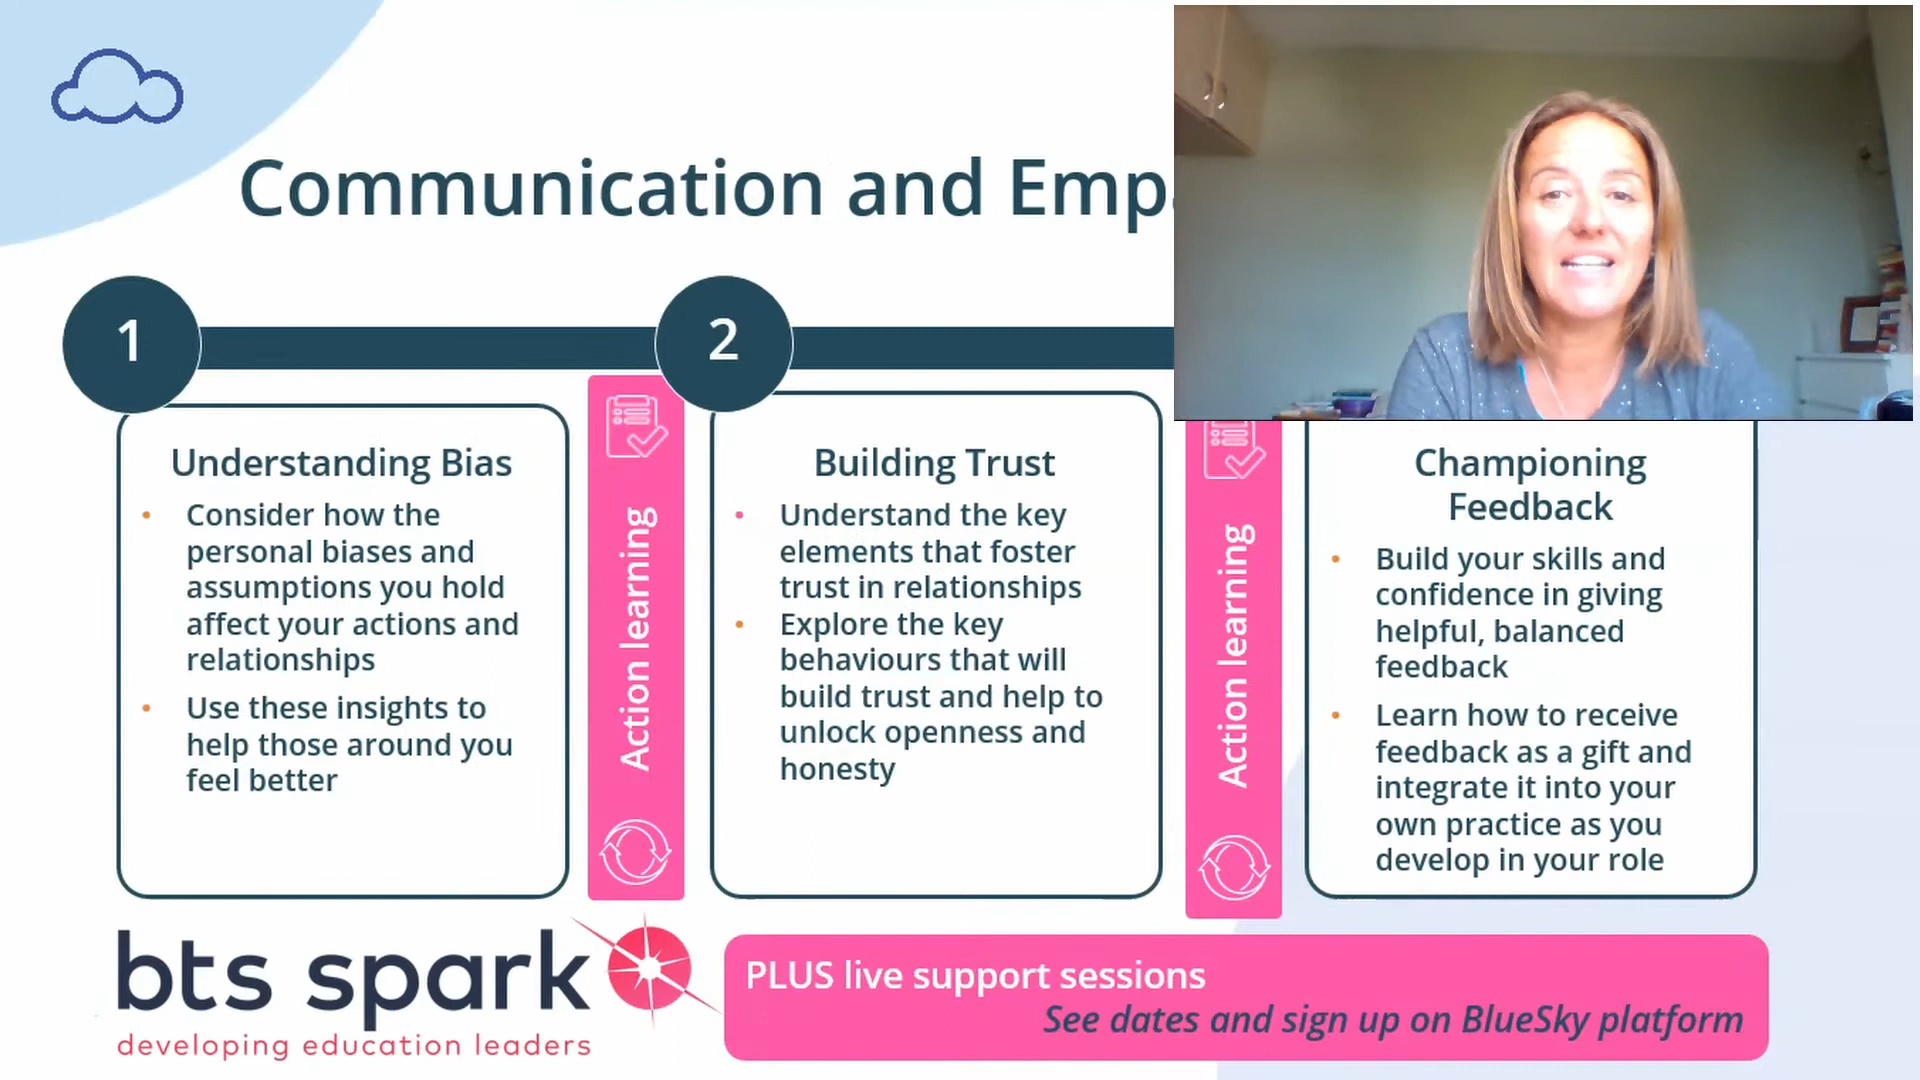 Communication and Emp
1
2
Understanding Bias
• Consider how the
personal biases and
assumptions you hold
affect your actions and
relationships
• Use these insights to
help those around you
feel better
Action learning
Building Trust
• Understand the key
elements that foster
trust in relationships
• Explore the key
behaviours that will
build trust and help to
unlock openness and
honesty
Action learning
Championing
Feedback
• Build your skills and
confidence in giving
helpful, balanced
feedback
• Learn how to receive
feedback as a gift and
integrate it into your
own practice as you
develop in your role
bts spark
developing education leaders
PLUS live support sessions
See dates and sign up on BlueSky platform